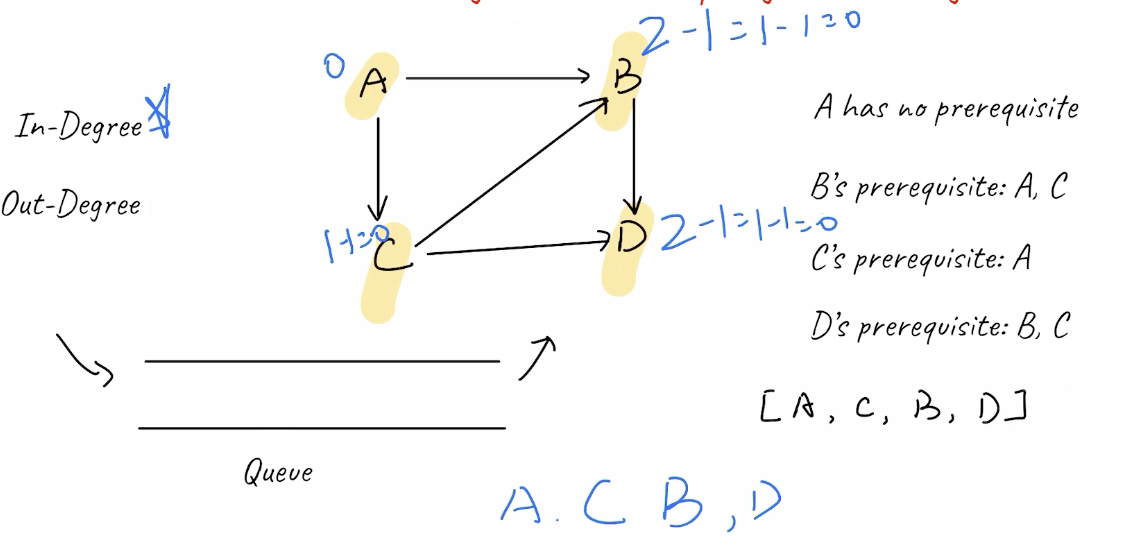 2-1=1-1=0
0 A
B
A has no prerequisite
In-Degree
B's prerequisite: A, C
Out-Degree
1-1=0
C
D
2-1=1-1=0
C's prerequisite: A
D's prerequisite: B, C
[A, C, B, D]
Queue
A. C B, D